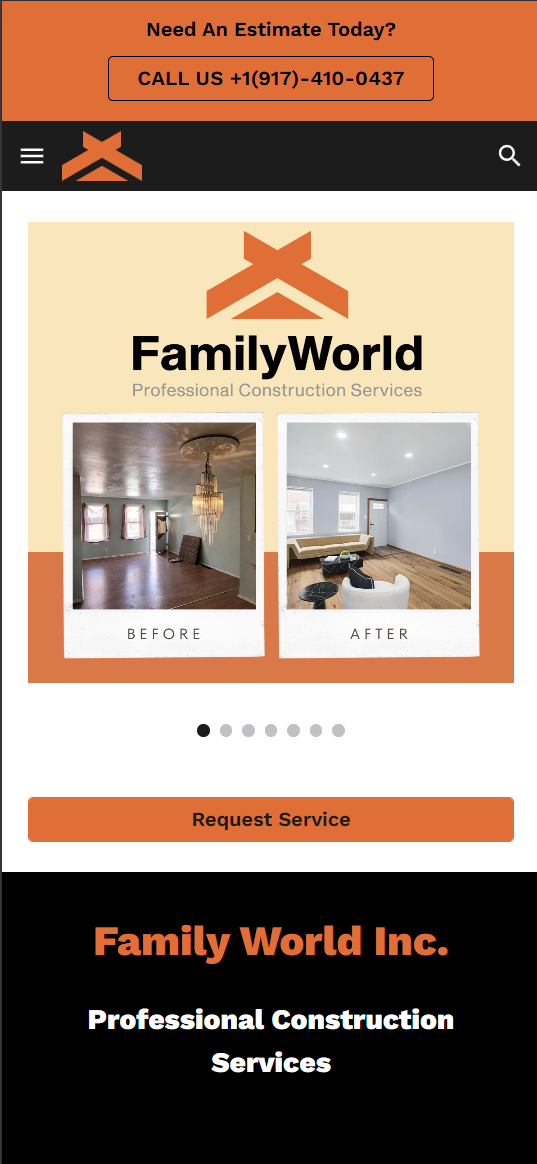 Need An Estimate Today?
CALL US +1(917)-410-0437
FamilyWorld
Professional Construction Services
BEFORE
AFTER
Request Service
Family World Inc.
Professional Construction
Services